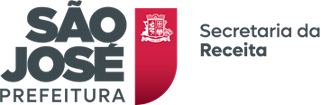 SÃO
JOSÉ
PREFEITURA
Secretaria da
Receita